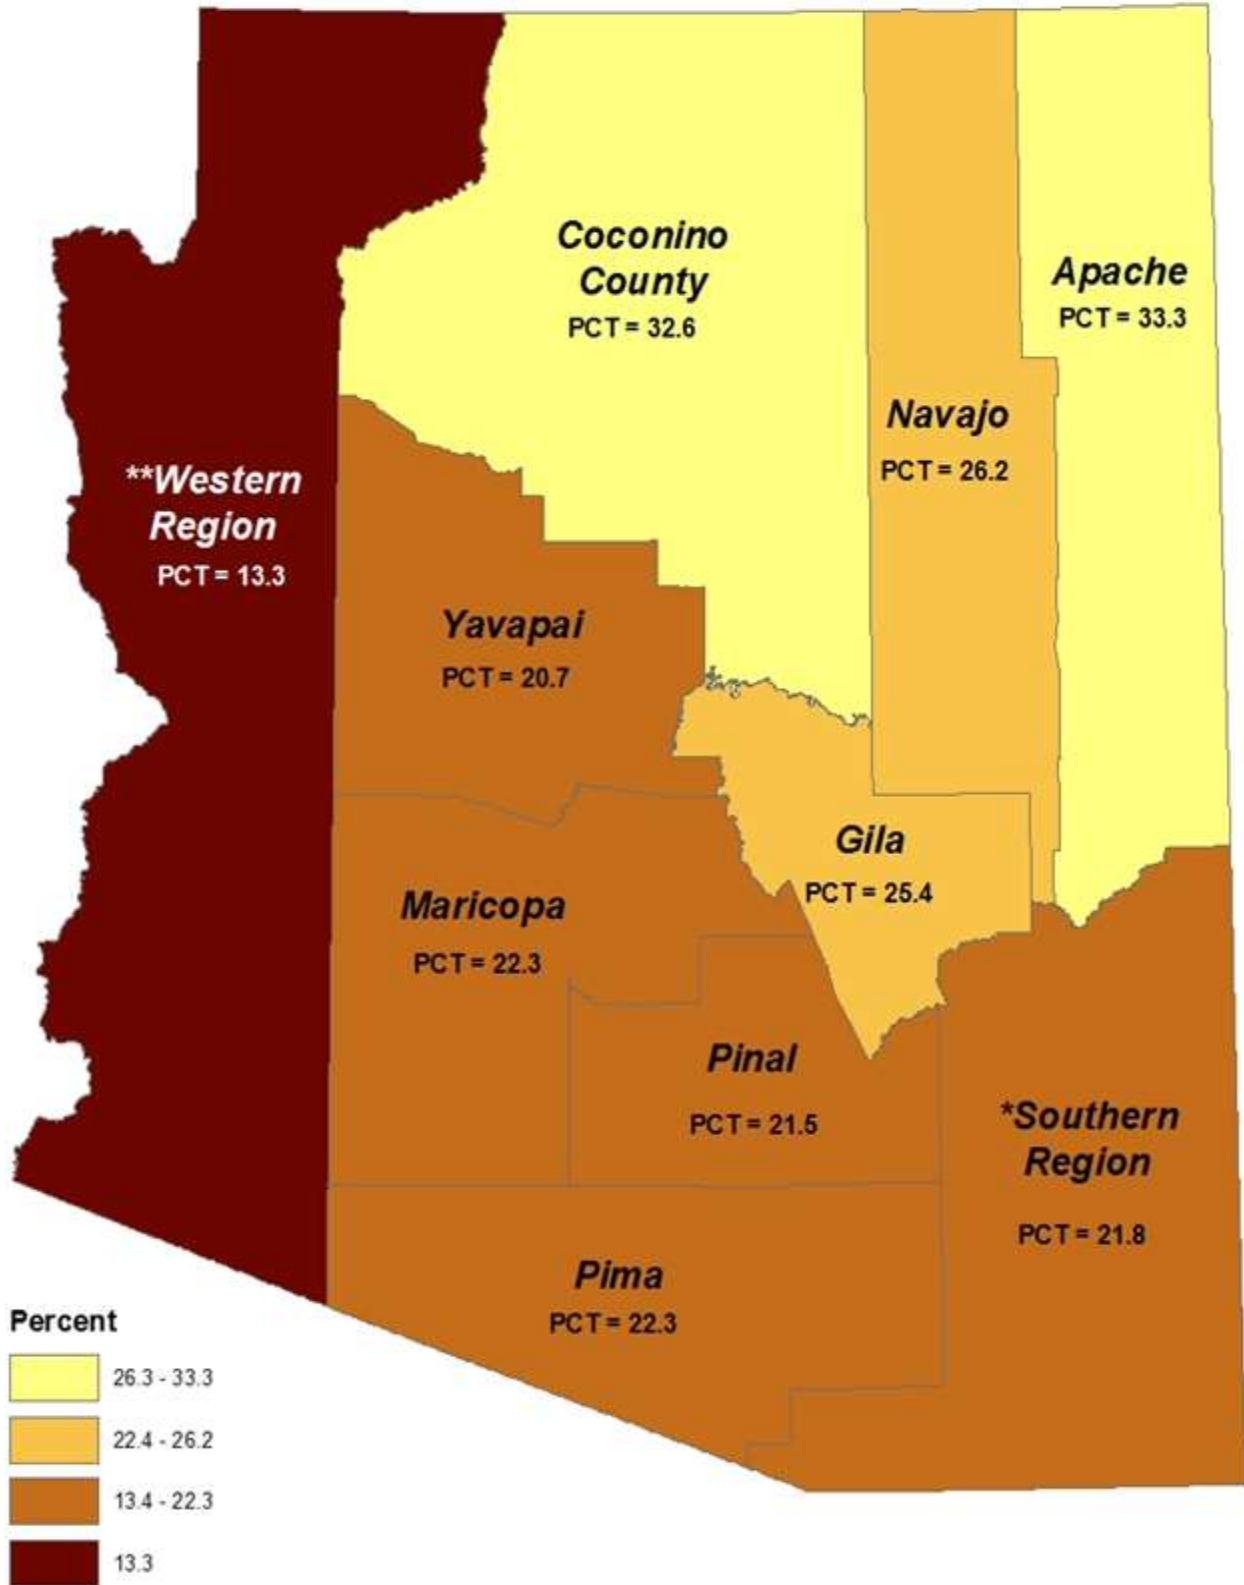 Coconino
County
PCT = 32.6
Apache
PCT = 33.3
Navajo
PCT = 26.2
**Western
Region
PCT = 13.3
Yavapai
PCT = 20.7
Gila
PCT = 25.4
Maricopa
PCT = 22.3
Pinal
PCT = 21.5
*Southern
Region
PCT = 21.8
Pima
PCT = 22.3
Percent
26.3 - 33.3
22.4 - 26.2
13.4 - 22.3
13.3